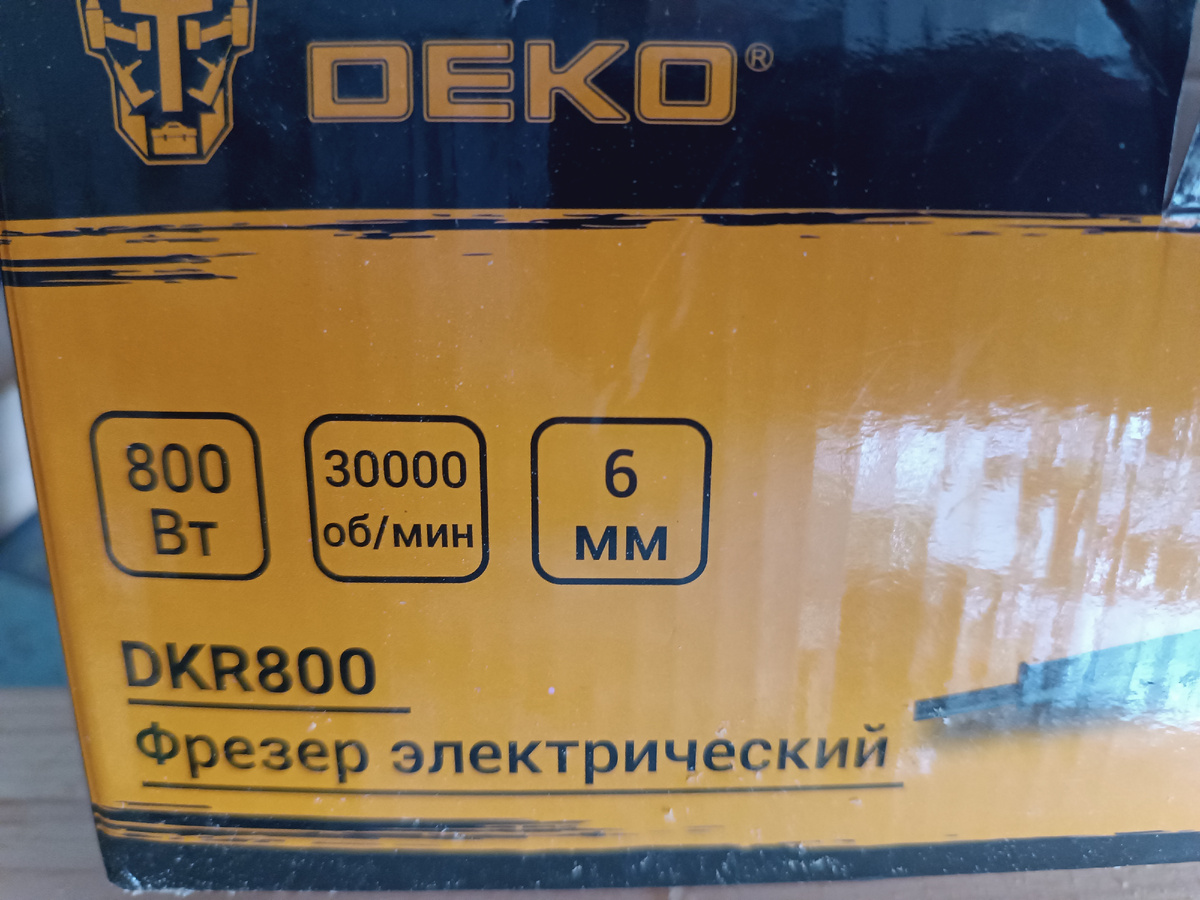 DEKO®
800
Вт
30000
об/мин
6
мм
DKR800
Фрезер электрический